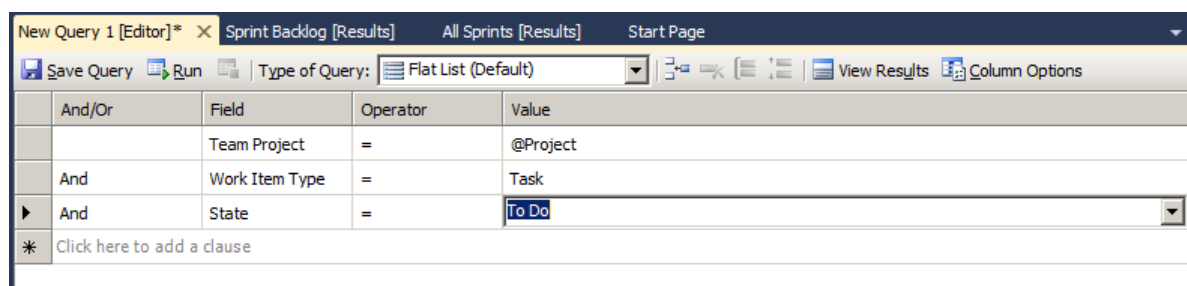 New Query 1 [Editor]* Sprint Backlog [Results] All Sprints [Results] Start Page
Save Query Run Type of Query: Flat List (Default) View Results Column Options
And/Or Field Operator Value
Team Project = @Project
And Work Item Type = Task
And State = To Do
Click here to add a clause